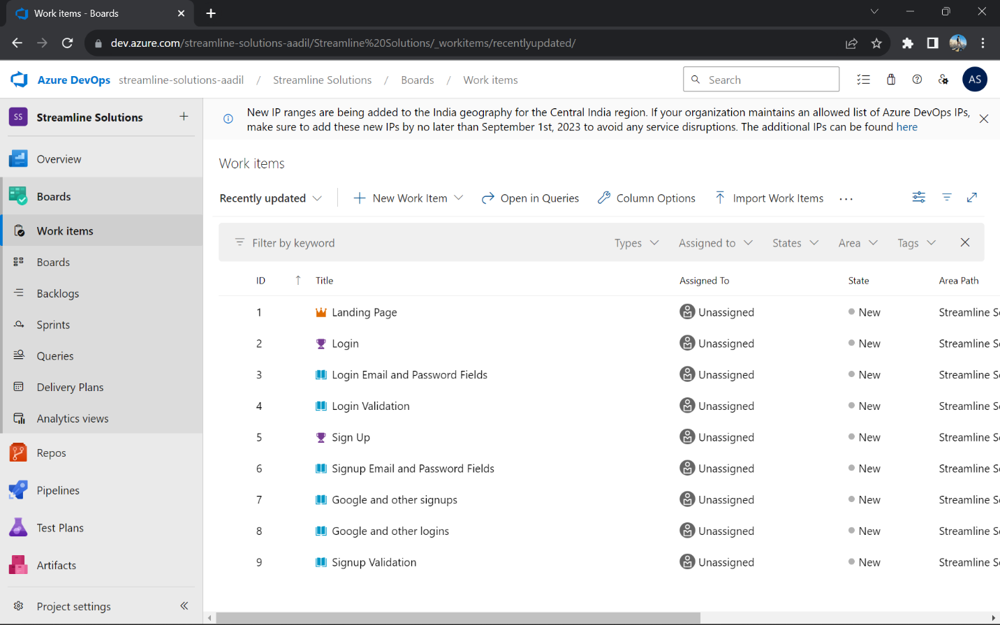 Work items - Boards
dev.azure.com/streamline-solutions-aadil/Streamline%20Solutions/_workitems/recentlyupdated/
Azure DevOps streamline-solutions-aadil / Streamline Solutions / Boards / Work items Search AS
SS Streamline Solutions
New IP ranges are being added to the India geography for the Central India region. If your organization maintains an allowed list of Azure DevOps IPs,
make sure to add these new IPs by no later than September 1st, 2023 to avoid any service disruptions. The additional IPs can be found here
Overview
Boards
Work items
Boards
Backlogs
Sprints
Queries
Delivery Plans
Analytics views
Repos
Pipelines
Test Plans
Artifacts
Project settings
Work items
Recently updated New Work Item Open in Queries Column Options Import Work Items
Filter by keyword Types Assigned to States Area Tags
ID Title Assigned To State Area Path
1 Landing Page Unassigned New Streamline S
2 Login Unassigned New Streamline S
3 Login Email and Password Fields Unassigned New Streamline S
4 Login Validation Unassigned New Streamline S
5 Sign Up Unassigned New Streamline S
6 Signup Email and Password Fields Unassigned New Streamline S
7 Google and other signups Unassigned New Streamline S
8 Google and other logins Unassigned New Streamline S
9 Signup Validation Unassigned New Streamline S